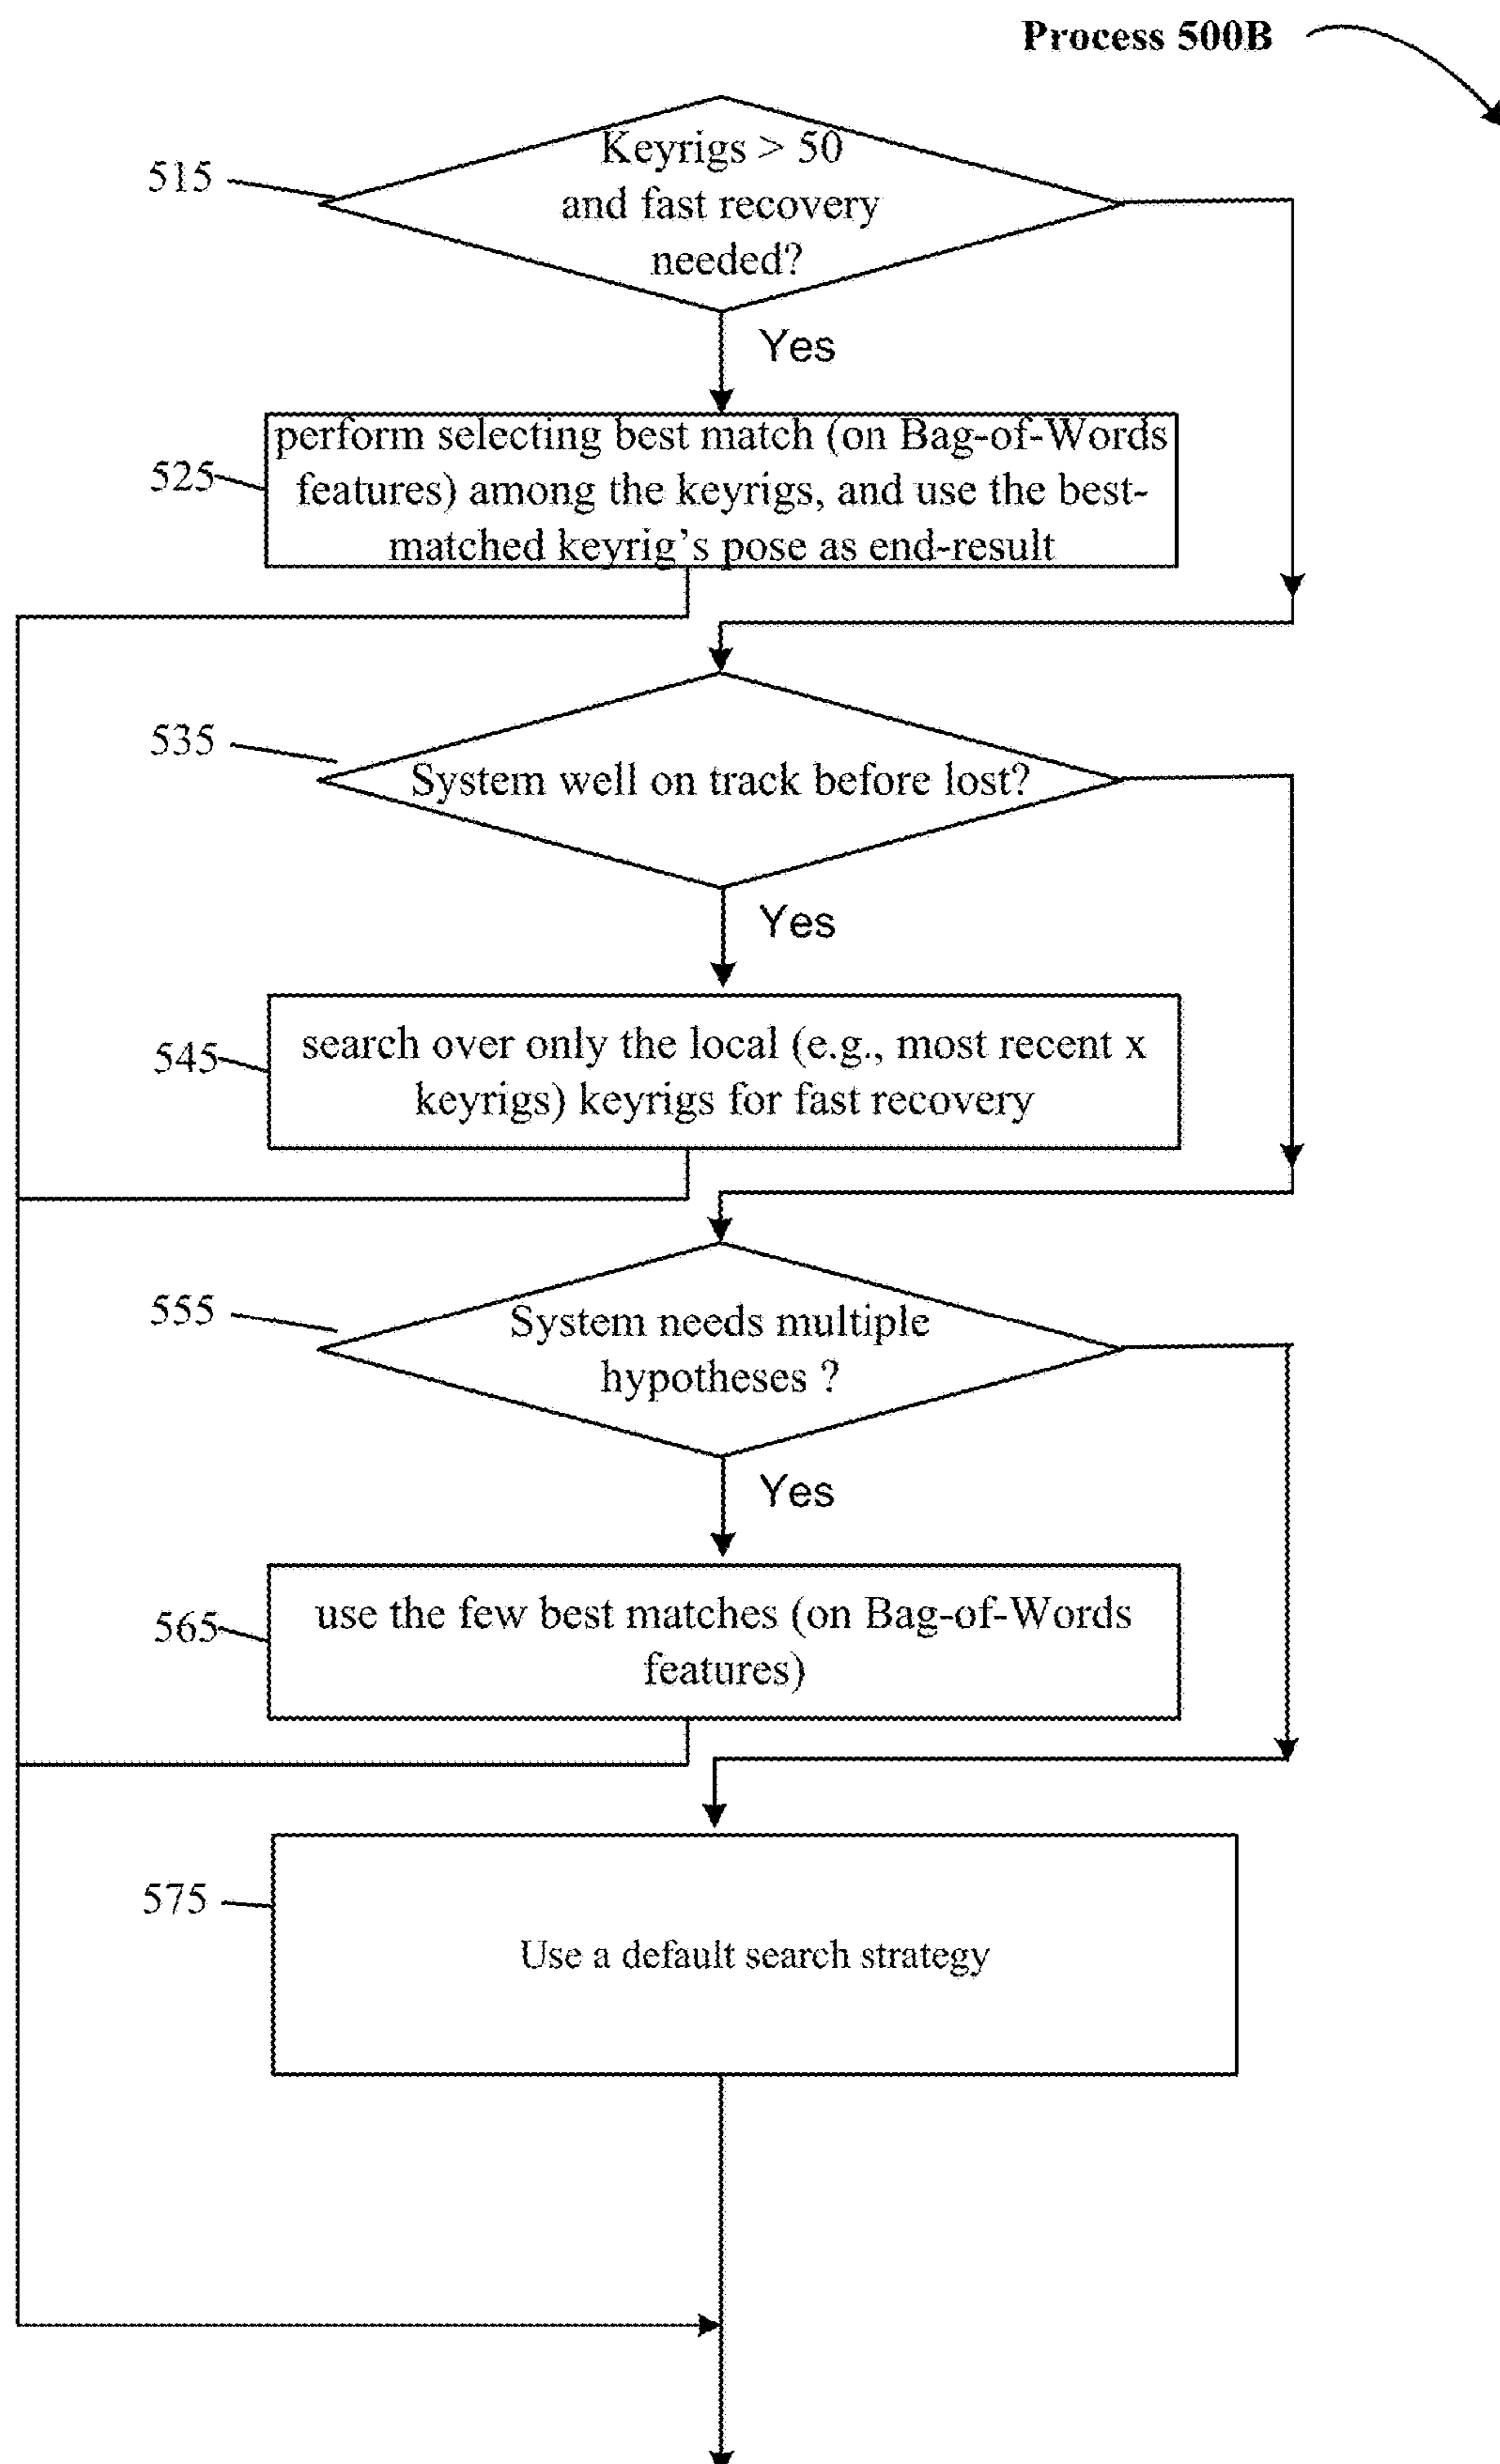 Process 500B
515
Keyrigs > 50
and fast recovery
needed?
Yes
525
perform selecting best match (on Bag-of-Words
features) among the keyrigs, and use the best-
matched keyrig’s pose as end-result
535
System well on track before lost?
Yes
545
search over only the local (e.g., most recent x
keyrigs) keyrigs for fast recovery
555
System needs multiple
hypotheses ?
Yes
565
use the few best matches (on Bag-of-Words
features)
575
Use a default search strategy